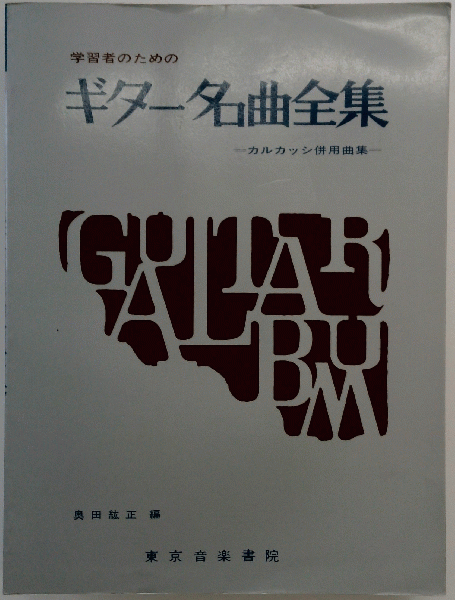 学習者のための
ギター名曲全集
―カルカッシ併用曲集―
GUITAR
ALBUM
奥田紘正 編
東京音楽書院